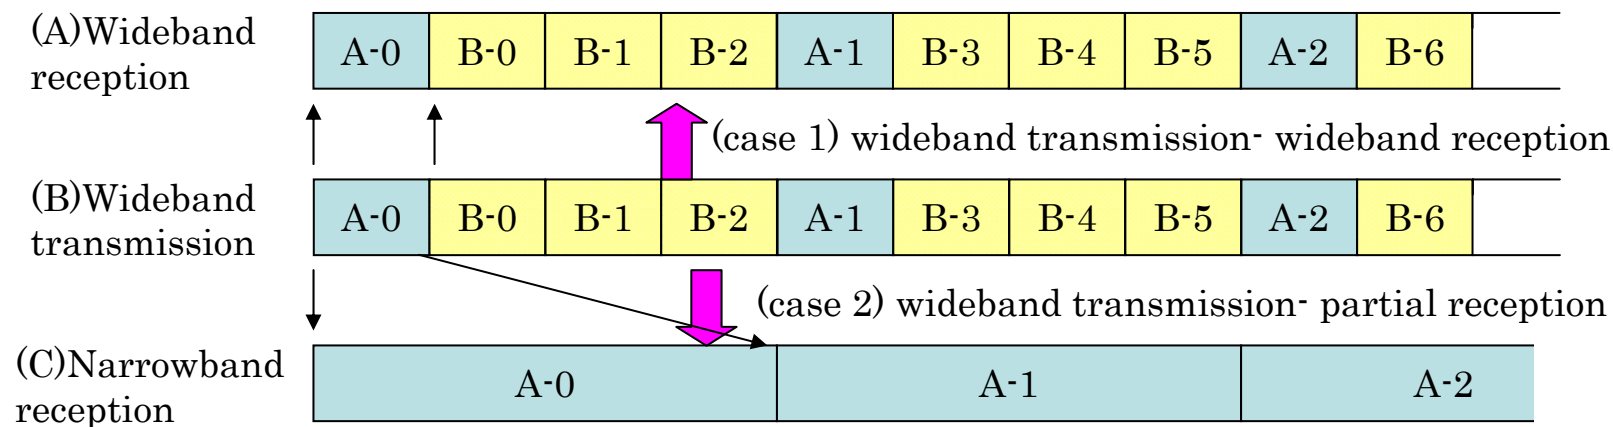 (A)Wideband
reception
A-0 B-0 B-1 B-2 A-1 B-3 B-4 B-5 A-2 B-6
(case 1) wideband transmission- wideband reception
(B)Wideband
transmission
A-0 B-0 B-1 B-2 A-1 B-3 B-4 B-5 A-2 B-6
(case 2) wideband transmission- partial reception
(C)Narrowband
reception
A-0 A-1 A-2